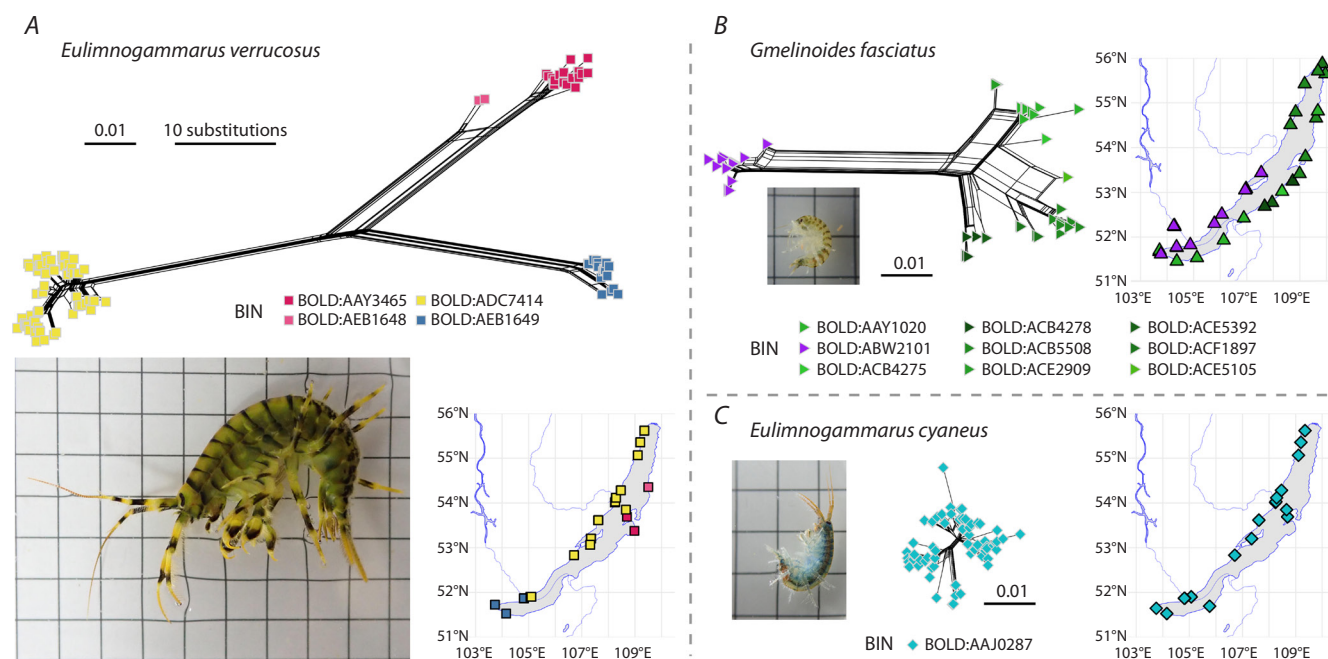 A
Eulimnogammarus verrucosus
0.01
10 substitutions
BIN
BOLD:AAY3465
BOLD:ADC7414
BOLD:AEB1648
BOLD:AEB1649
56°N
55°N
54°N
53°N
52°N
51°N
103°E
105°E
107°E
109°E
B
Gmelinoides fasciatus
0.01
56°N
55°N
54°N
53°N
52°N
51°N
103°E
105°E
107°E
109°E
BIN
BOLD:AAY1020
BOLD:ACB4278
BOLD:ACE5392
BOLD:ABW2101
BOLD:ACB5508
BOLD:ACF1897
BOLD:ACB4275
BOLD:ACE2909
BOLD:ACE5105
C
Eulimnogammarus cyaneus
0.01
BIN
BOLD:AAJ0287
56°N
55°N
54°N
53°N
52°N
51°N
103°E
105°E
107°E
109°E